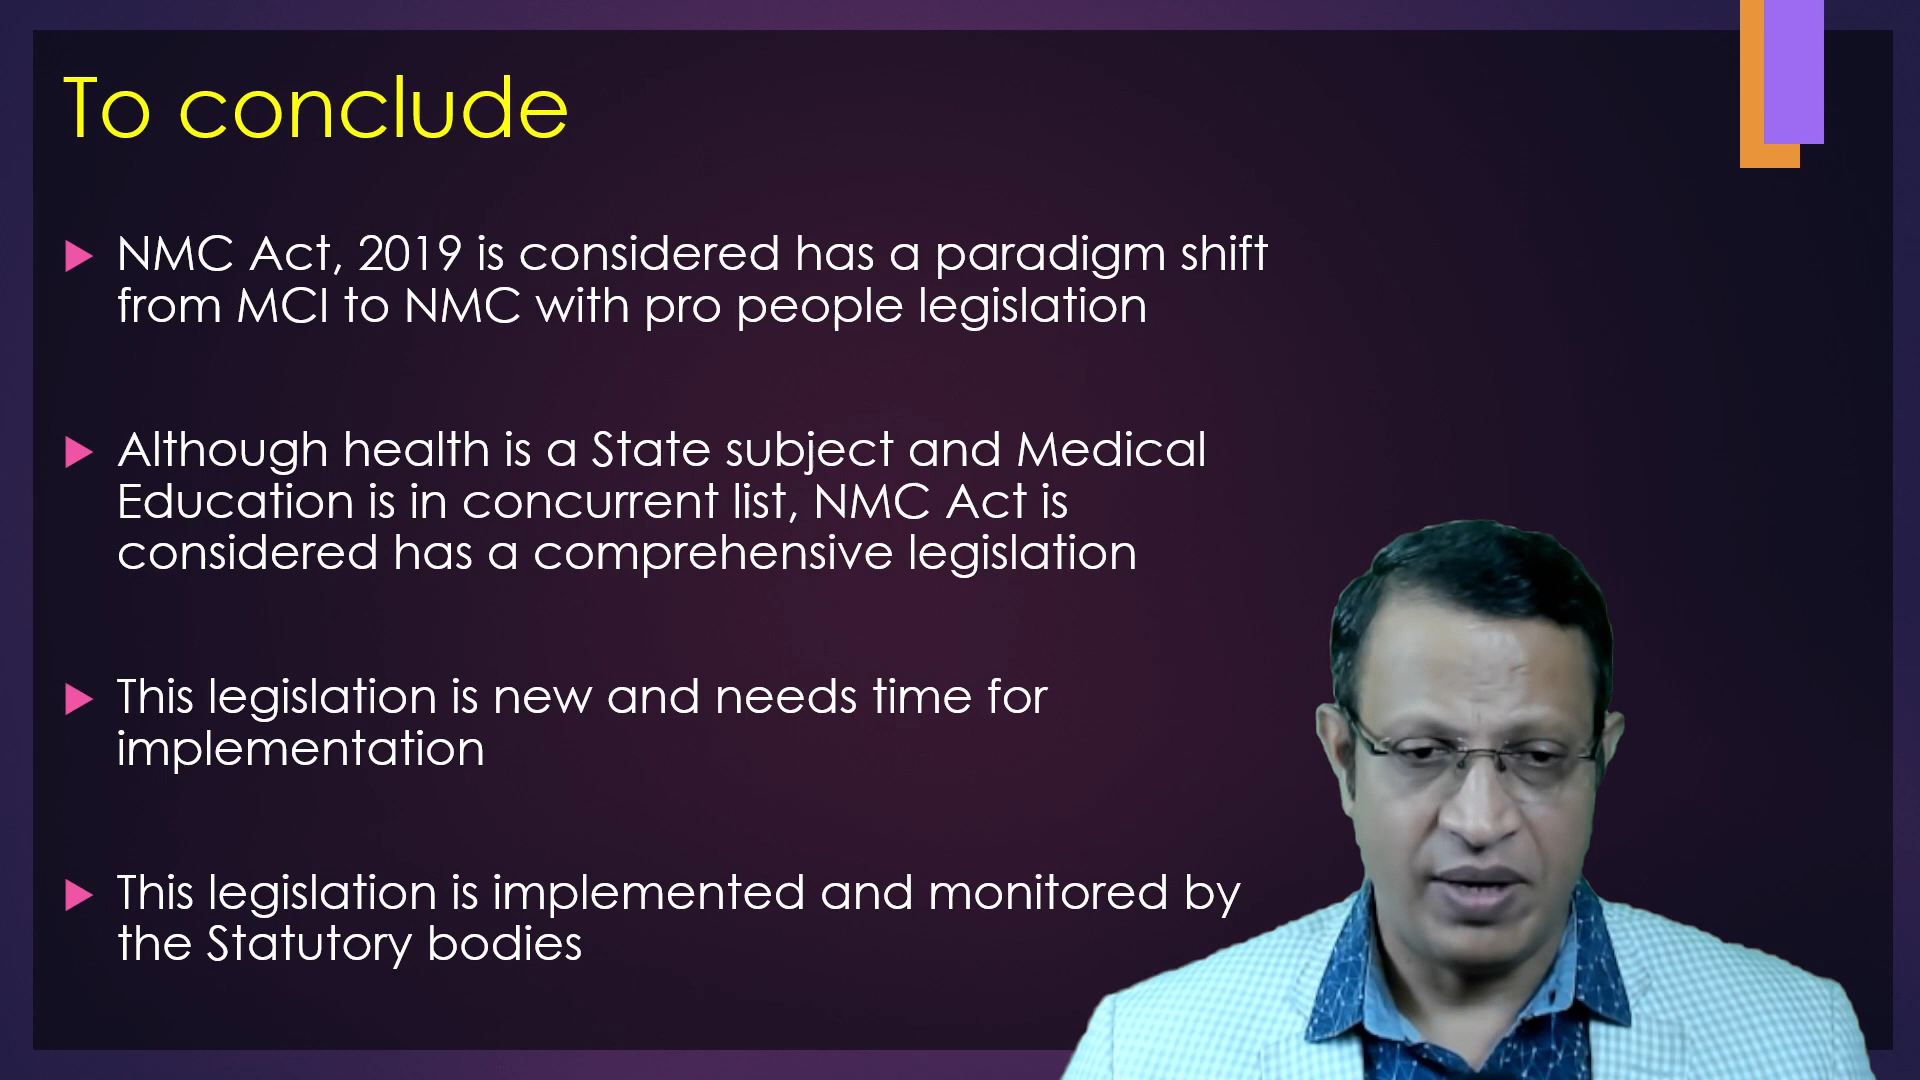 To conclude
NMC Act, 2019 is considered has a paradigm shift
from MCI to NMC with pro people legislation
Although health is a State subject and Medical
Education is in concurrent list, NMC Act is
considered has a comprehensive legislation
This legislation is new and needs time for
implementation
This legislation is implemented and monitored by
the Statutory bodies